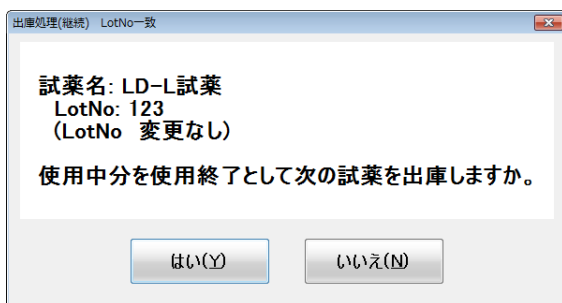 出庫処理(継続) LotNo一致
試薬名: LD-L試薬
LotNo: 123
(LotNo 変更なし)
使用中分を使用終了として次の試薬を出庫しますか。
はい(Y) いいえ(N)